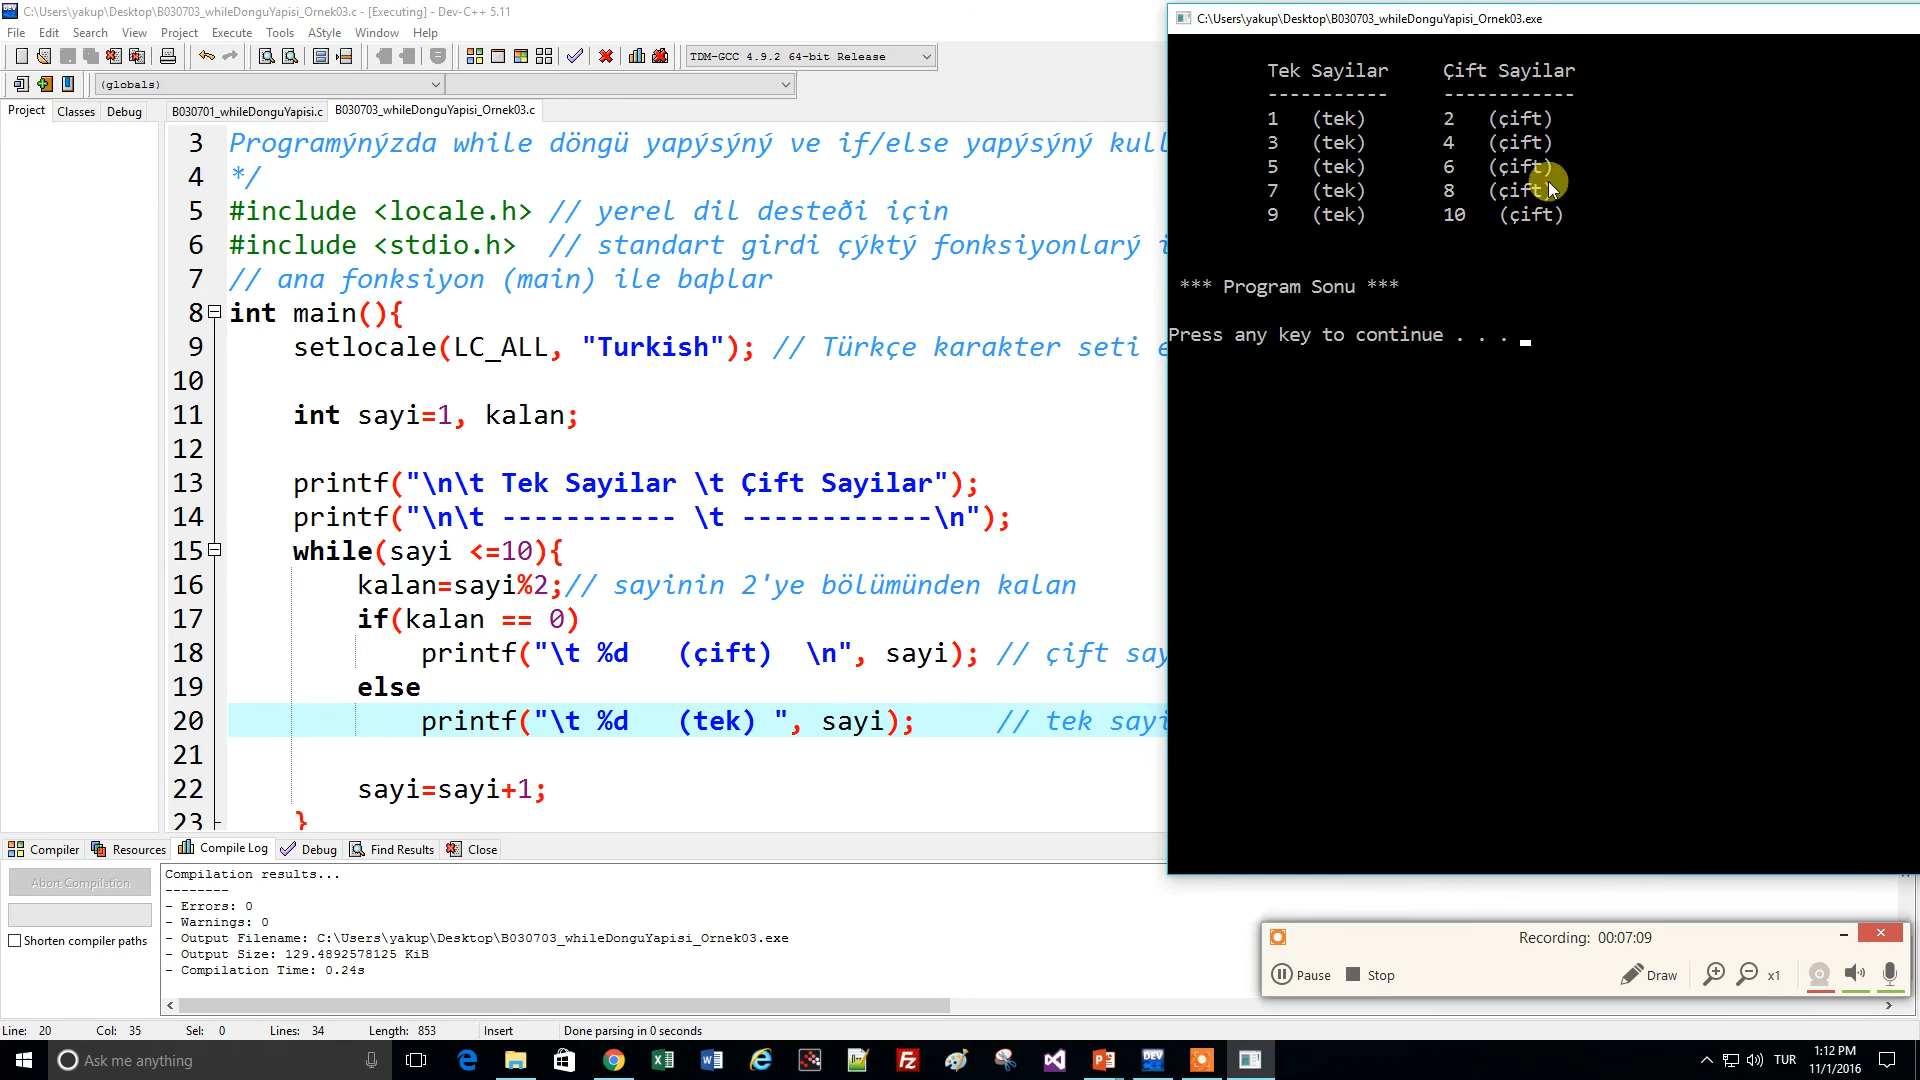 C:\Users\yakup\Desktop\B030703_whileDonguYapisi_Ornek03.c - [Executing] - Dev-C++ 5.11
File Edit Search View Project Execute Tools AStyle Window Help
TDM-GCC 4.9.2 64-bit Release
(globals)
Project Classes Debug
B030701_whileDonguYapisi.c B030703_whileDonguYapisi_Ornek03.c
3 Programýnýzda while döngü yapýsýný ve if/else yapýsýný kull
4 */
5 #include <locale.h> // yerel dil desteði için
6 #include <stdio.h> // standart girdi çýktý fonksiyonlarý i
7 // ana fonksiyon (main) ile baþlar
8 int main(){
9 setlocale(LC_ALL, "Turkish"); // Türkçe karakter seti e
10
11 int sayi=1, kalan;
12
13 printf("\n\t Tek Sayilar \t Çift Sayilar");
14 printf("\n\t ----------- \t ------------\n");
15 while(sayi <=10){
16 kalan=sayi%2;// sayinin 2'ye bölümünden kalan
17 if(kalan == 0)
18 printf("\t %d   (çift)  \n", sayi); // çift say
19 else
20 printf("\t %d   (tek) ", sayi); // tek sayi
21
22 sayi=sayi+1;
23 }
C:\Users\yakup\Desktop\B030703_whileDonguYapisi_Ornek03.exe
Tek Sayilar Çift Sayilar
----------- ------------
1 (tek) 2 (çift)
3 (tek) 4 (çift)
5 (tek) 6 (çift)
7 (tek) 8 (çift)
9 (tek) 10 (çift)
*** Program Sonu ***
Press any key to continue . . .
Compiler Resources Compile Log Debug Find Results Close
Abort Compilation
Shorten compiler paths
Compilation results...
--------
- Errors: 0
- Warnings: 0
- Output Filename: C:\Users\yakup\Desktop\B030703_whileDonguYapisi_Ornek03.exe
- Output Size: 129.4892578125 KiB
- Compilation Time: 0.24s
Recording: 00:07:09
Pause Stop Draw x1
Line: 20 Col: 35 Sel: 0 Lines: 34 Length: 853 Insert Done parsing in 0 seconds
Ask me anything
DEV
TUR
1:12 PM
11/1/2016